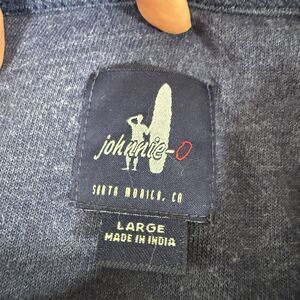 johnnie-O
SANTA MONICA, CA
LARGE
MADE IN INDIA